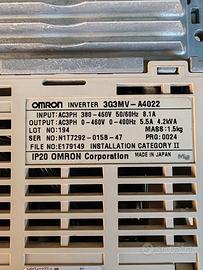 OMRON INVERTER 3G3MV-A4022
INPUT: AC3PH 380-460V 50/60Hz 8.1A
OUTPUT: AC3PH 0-460V 0-400Hz 5.5A 4.2kVA
LOT NO: 194 MASS: 1.5kg
SER NO: N1T7292-0158-47 PRG: 0024
FILE NO: E179149 INSTALLATION CATEGORY II
IP20 OMRON Corporation MADE IN JAPAN
subito